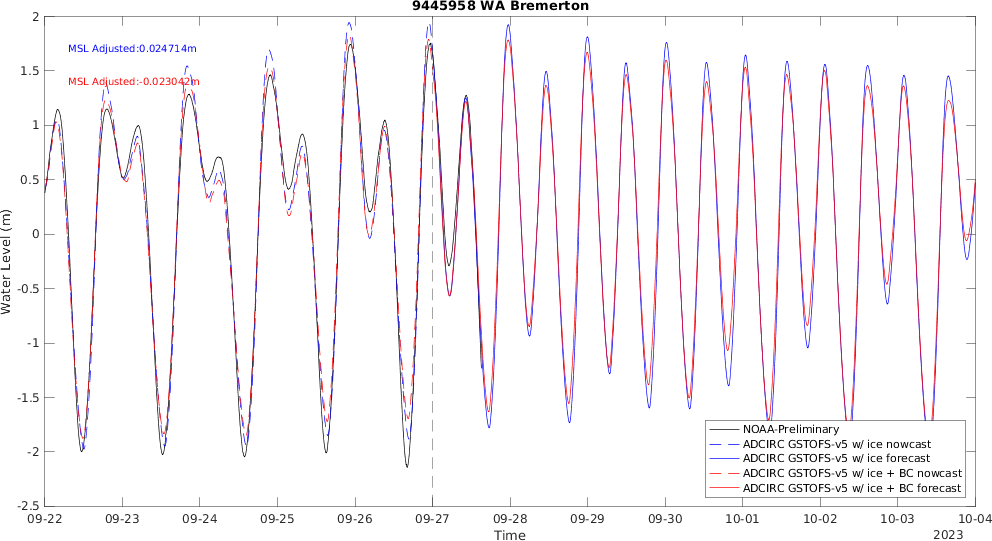 9445958 WA Bremerton
MSL Adjusted:0.024714m
MSL Adjusted:-0.023042m
Water Level (m)
2
1.5
1
0.5
0
-0.5
-1
-1.5
-2
-2.5
NOAA-Preliminary
ADCIRC GSTOFS-v5 w/ ice nowcast
ADCIRC GSTOFS-v5 w/ ice forecast
ADCIRC GSTOFS-v5 w/ ice + BC nowcast
ADCIRC GSTOFS-v5 w/ ice + BC forecast
09-22 09-23 09-24 09-25 09-26 09-27 09-28 09-29 09-30 10-01 10-02 10-03 10-04
Time
2023